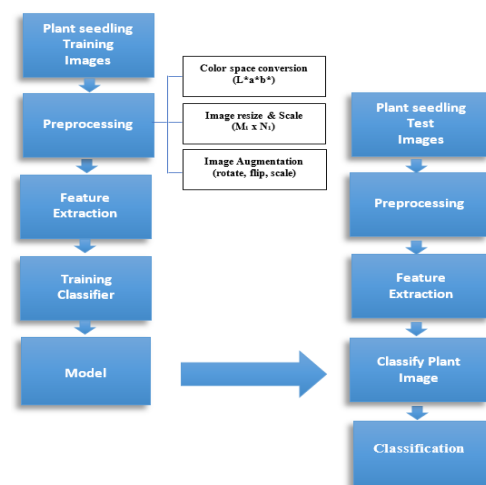 Plant seedling
Training
Images
Preprocessing
Color space conversion
(L*a*b*)
Image resize & Scale
(M₁ x N₁)
Image Augmentation
(rotate, flip, scale)
Feature
Extraction
Training
Classifier
Model
Plant seedling
Test
Images
Preprocessing
Feature
Extraction
Classify Plant
Image
Classification